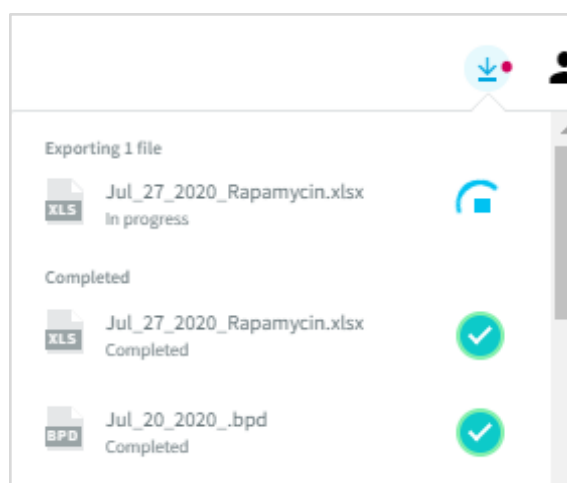 Exporting 1 file
Jul_27_2020_Rapamycin.xlsx
XLS
In progress
Completed
Jul_27_2020_Rapamycin.xlsx
XLS
Completed
Jul_20_2020_.bpd
BPD
Completed